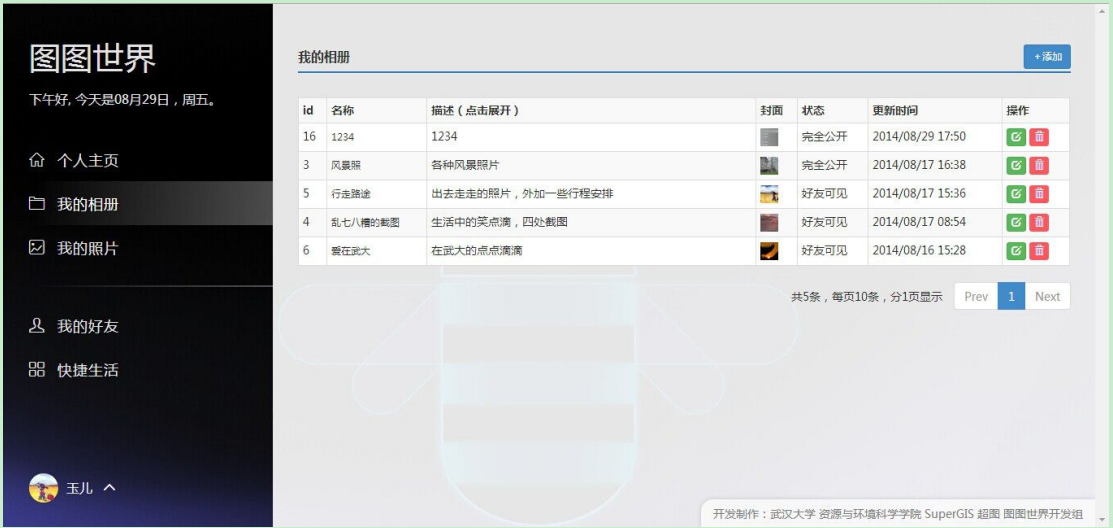 图图世界
下午好, 今天是08月29日，周五。
个人主页
我的相册
我的照片
我的好友
快捷生活
玉儿
我的相册 +添加
id 名称 描述（点击展开） 封面 状态 更新时间 操作
16 1234 1234 完全公开 2014/08/29 17:50
3 风景照 各种风景照片 完全公开 2014/08/17 16:38
5 行走路途 出去走走的照片，外加一些行程安排 好友可见 2014/08/17 15:36
4 乱七八糟的截图 生活中的笑点滴，四处截图 好友可见 2014/08/17 08:54
6 爱在武大 在武大的点点滴滴 好友可见 2014/08/16 15:28
共5条，每页10条，分1页显示 Prev 1 Next
开发制作：武汉大学 资源与环境科学学院 SuperGIS 超图 图图世界开发组